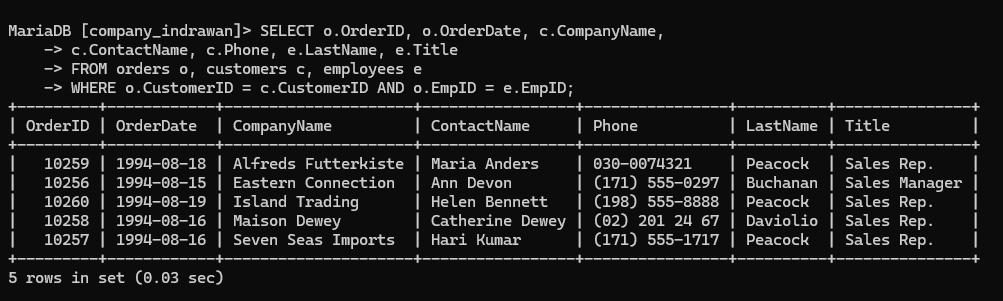 MariaDB [company_indrawan]> SELECT o.OrderID, o.OrderDate, c.CompanyName,
    -> c.ContactName, c.Phone, e.LastName, e.Title
    -> FROM orders o, customers c, employees e
    -> WHERE o.CustomerID = c.CustomerID AND o.EmpID = e.EmpID;
+---------+------------+---------------------+-----------------+----------------+----------+---------------+
| OrderID | OrderDate  | CompanyName         | ContactName     | Phone          | LastName | Title         |
+---------+------------+---------------------+-----------------+----------------+----------+---------------+
|   10259 | 1994-08-18 | Alfreds Futterkiste | Maria Anders    | 030-0074321    | Peacock  | Sales Rep.    |
|   10256 | 1994-08-15 | Eastern Connection  | Ann Devon       | (171) 555-0297 | Buchanan | Sales Manager |
|   10260 | 1994-08-19 | Island Trading      | Helen Bennett   | (198) 555-8888 | Peacock  | Sales Rep.    |
|   10258 | 1994-08-16 | Maison Dewey        | Catherine Dewey | (02) 201 24 67 | Daviolio | Sales Rep.    |
|   10257 | 1994-08-16 | Seven Seas Imports  | Hari Kumar      | (171) 555-1717 | Peacock  | Sales Rep.    |
+---------+------------+---------------------+-----------------+----------------+----------+---------------+
5 rows in set (0.03 sec)